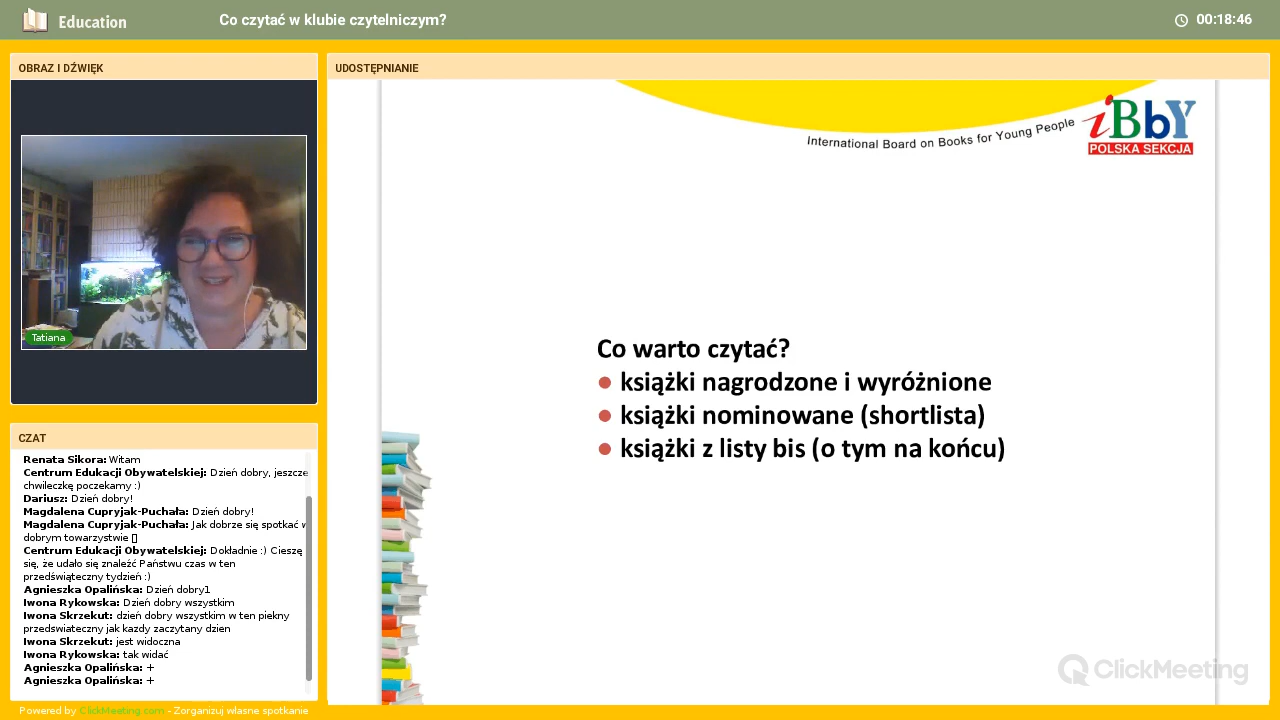 Education
Co czytać w klubie czytelniczym?
00:18:46
OBRAZ I DŹWIĘK
Tatiana
CZAT
Renata Sikora: Witam
Centrum Edukacji Obywatelskiej: Dzień dobry, jeszcze
chwileczkę poczekamy :)
Dariusz: Dzień dobry!
Magdalena Cupryjak-Puchała: Dzień dobry!
Magdalena Cupryjak-Puchała: Jak dobrze się spotkać w
dobrym towarzystwie []
Centrum Edukacji Obywatelskiej: Dokładnie :) Cieszę
się, że udało się znaleźć Państwu czas w ten
przedświąteczny tydzień :)
Agnieszka Opalińska: Dzień dobry1
Iwona Rykowska: Dzień dobry wszystkim
Iwona Skrzekut: dzień dobry wszystkim w ten piekny
przedswiateczny jak kazdy zaczytany dzien
Iwona Skrzekut: jest widoczna
Iwona Rykowska: tak widać
Agnieszka Opalińska: +
Agnieszka Opalińska: +
Powered by ClickMeeting.com - Zorganizuj własne spotkanie
UDOSTĘPNIANIE
International Board on Books for Young People
iBbY
POLSKA SEKCJA
Co warto czytać?
● książki nagrodzone i wyróżnione
● książki nominowane (shortlista)
● książki z listy bis (o tym na końcu)
ClickMeeting